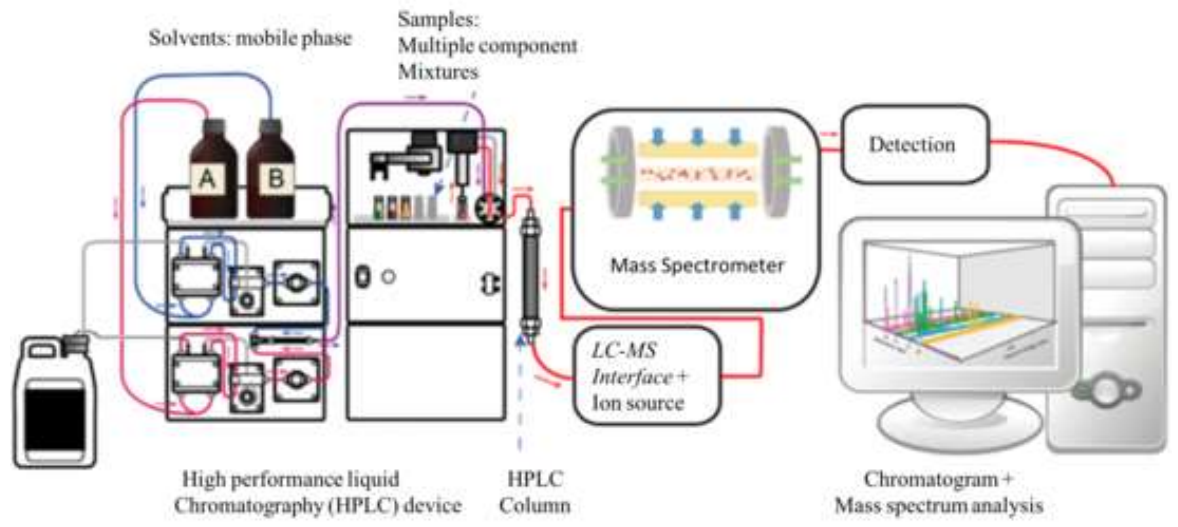 Solvents: mobile phase
Samples:
Multiple component
Mixtures
A
B
Mass Spectrometer
Detection
LC-MS
Interface +
Ion source
High performance liquid
Chromatography (HPLC) device
HPLC
Column
Chromatogram +
Mass spectrum analysis